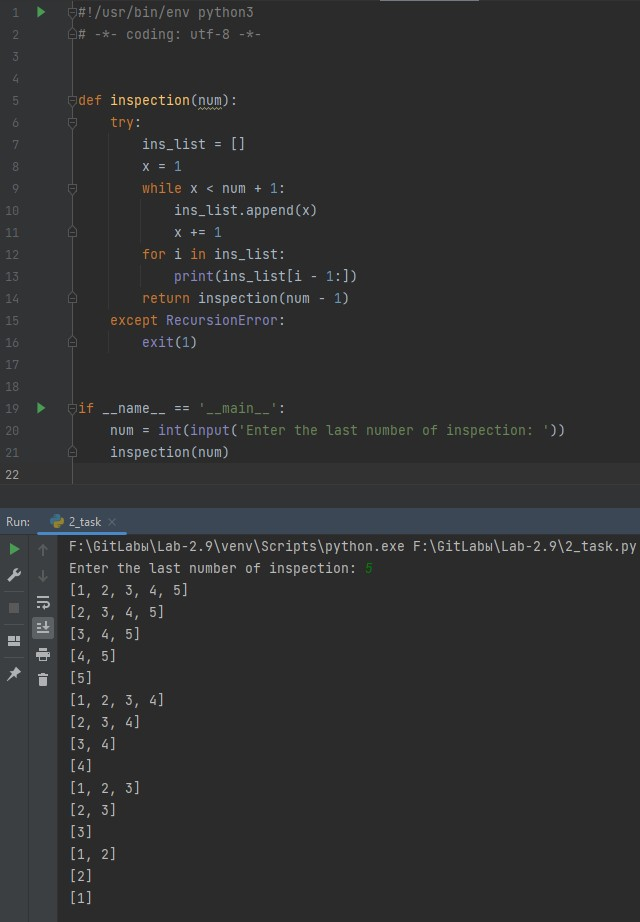 1 #!/usr/bin/env python3
2 # -*- coding: utf-8 -*-
3
4
5 def inspection(num):
6     try:
7         ins_list = []
8         x = 1
9         while x < num + 1:
10             ins_list.append(x)
11             x += 1
12         for i in ins_list:
13             print(ins_list[i - 1:])
14         return inspection(num - 1)
15     except RecursionError:
16         exit(1)
17
18
19 if __name__ == '__main__':
20     num = int(input('Enter the last number of inspection: '))
21     inspection(num)
22
Run: 2_task
F:\GitLabы\Lab-2.9\venv\Scripts\python.exe F:\GitLabы\Lab-2.9\2_task.py
Enter the last number of inspection: 5
[1, 2, 3, 4, 5]
[2, 3, 4, 5]
[3, 4, 5]
[4, 5]
[5]
[1, 2, 3, 4]
[2, 3, 4]
[3, 4]
[4]
[1, 2, 3]
[2, 3]
[3]
[1, 2]
[2]
[1]